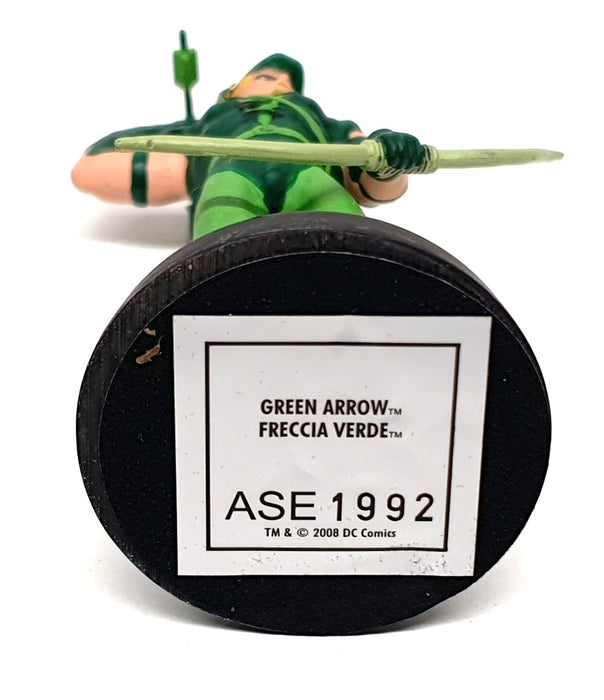 GREEN ARROW™
FRECCIA VERDE™
ASE 1992
TM & © 2008 DC Comics